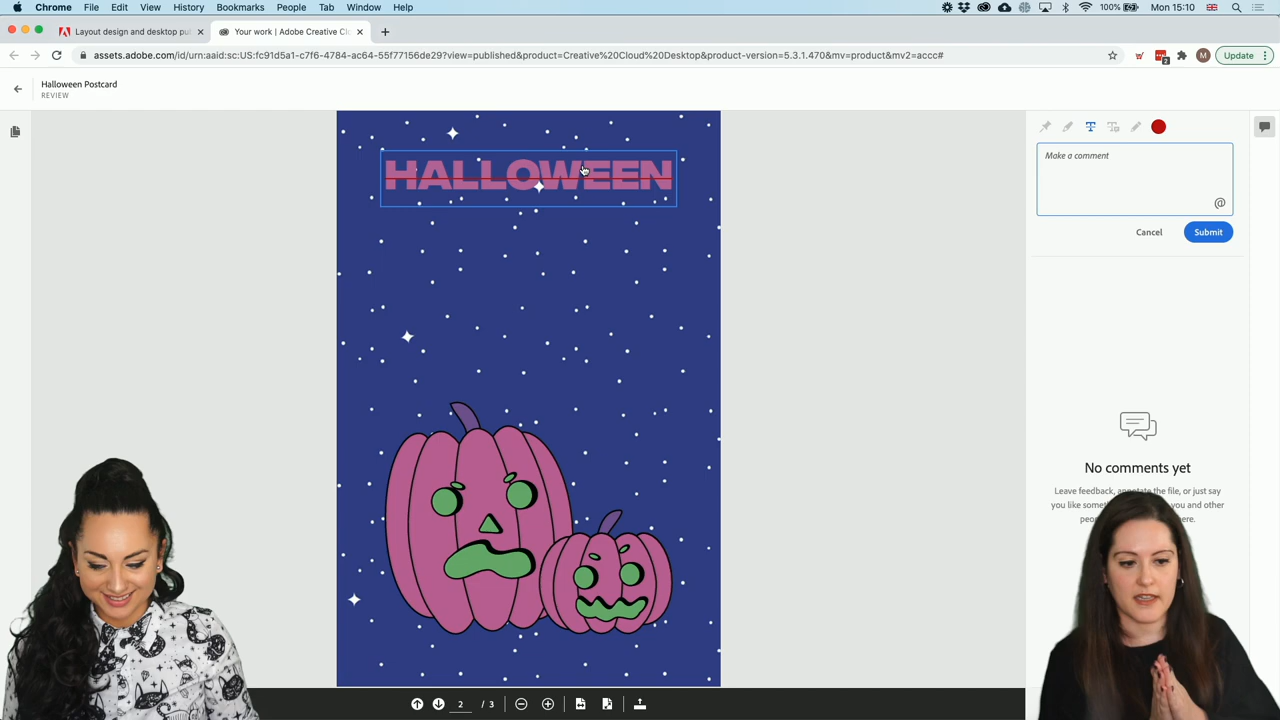 Chrome File Edit View History Bookmarks People Tab Window Help 100% Mon 15:10
Layout design and desktop pu
Your work | Adobe Creative Cl
assets.adobe.com/id/urn:aaid:sc:US:fc91d5a1-c7f6-4784-ac64-55f77156de29?view=published&product=Creative%20Cloud%20Desktop&product-version=5.3.1.470&mv=product&mv2=accc#
2
M
Update
Halloween Postcard
REVIEW
HALLOWEEN
Make a comment
@
Cancel
Submit
No comments yet
Leave feedback, annotate the file, or just say
you like
and other
2 / 3